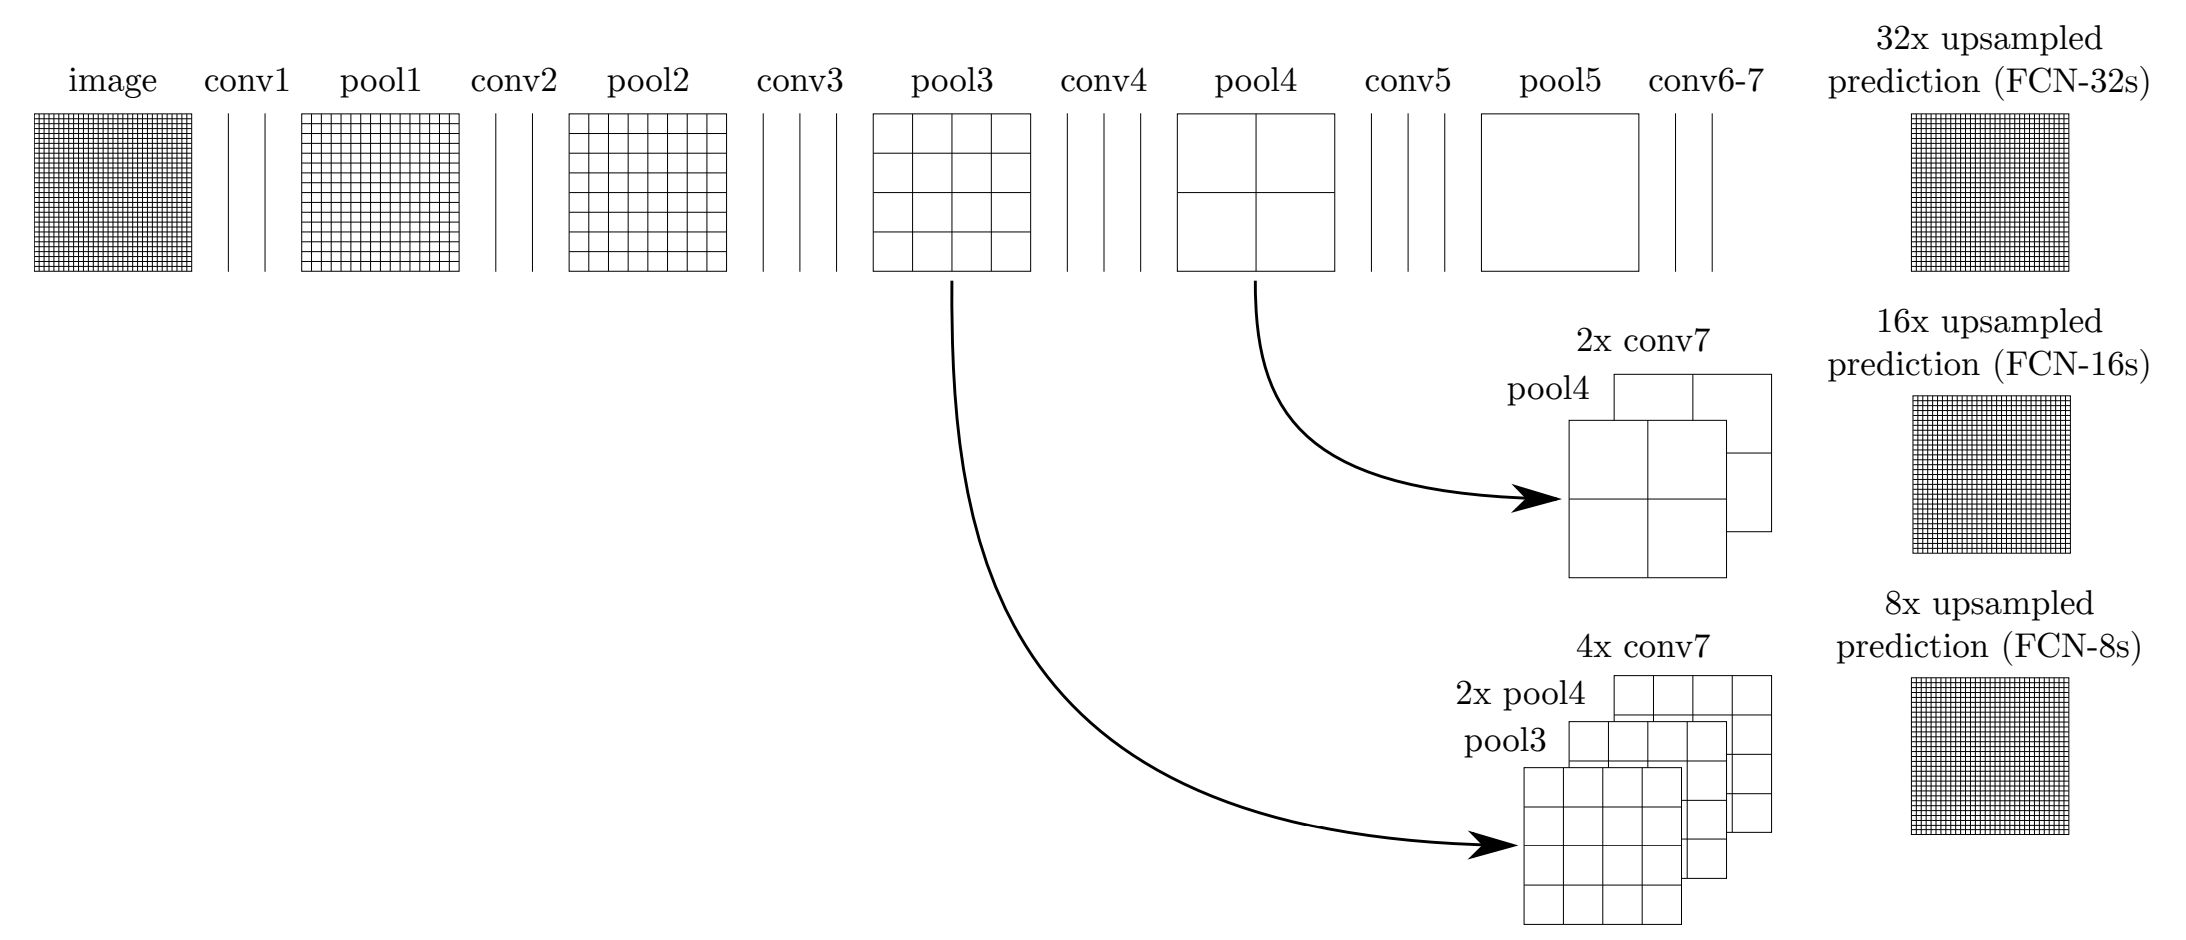 image
conv1
pool1
conv2
pool2
conv3
pool3
conv4
pool4
conv5
pool5
conv6-7
32x upsampled
prediction (FCN-32s)
2x conv7
pool4
16x upsampled
prediction (FCN-16s)
4x conv7
2x pool4
pool3
8x upsampled
prediction (FCN-8s)